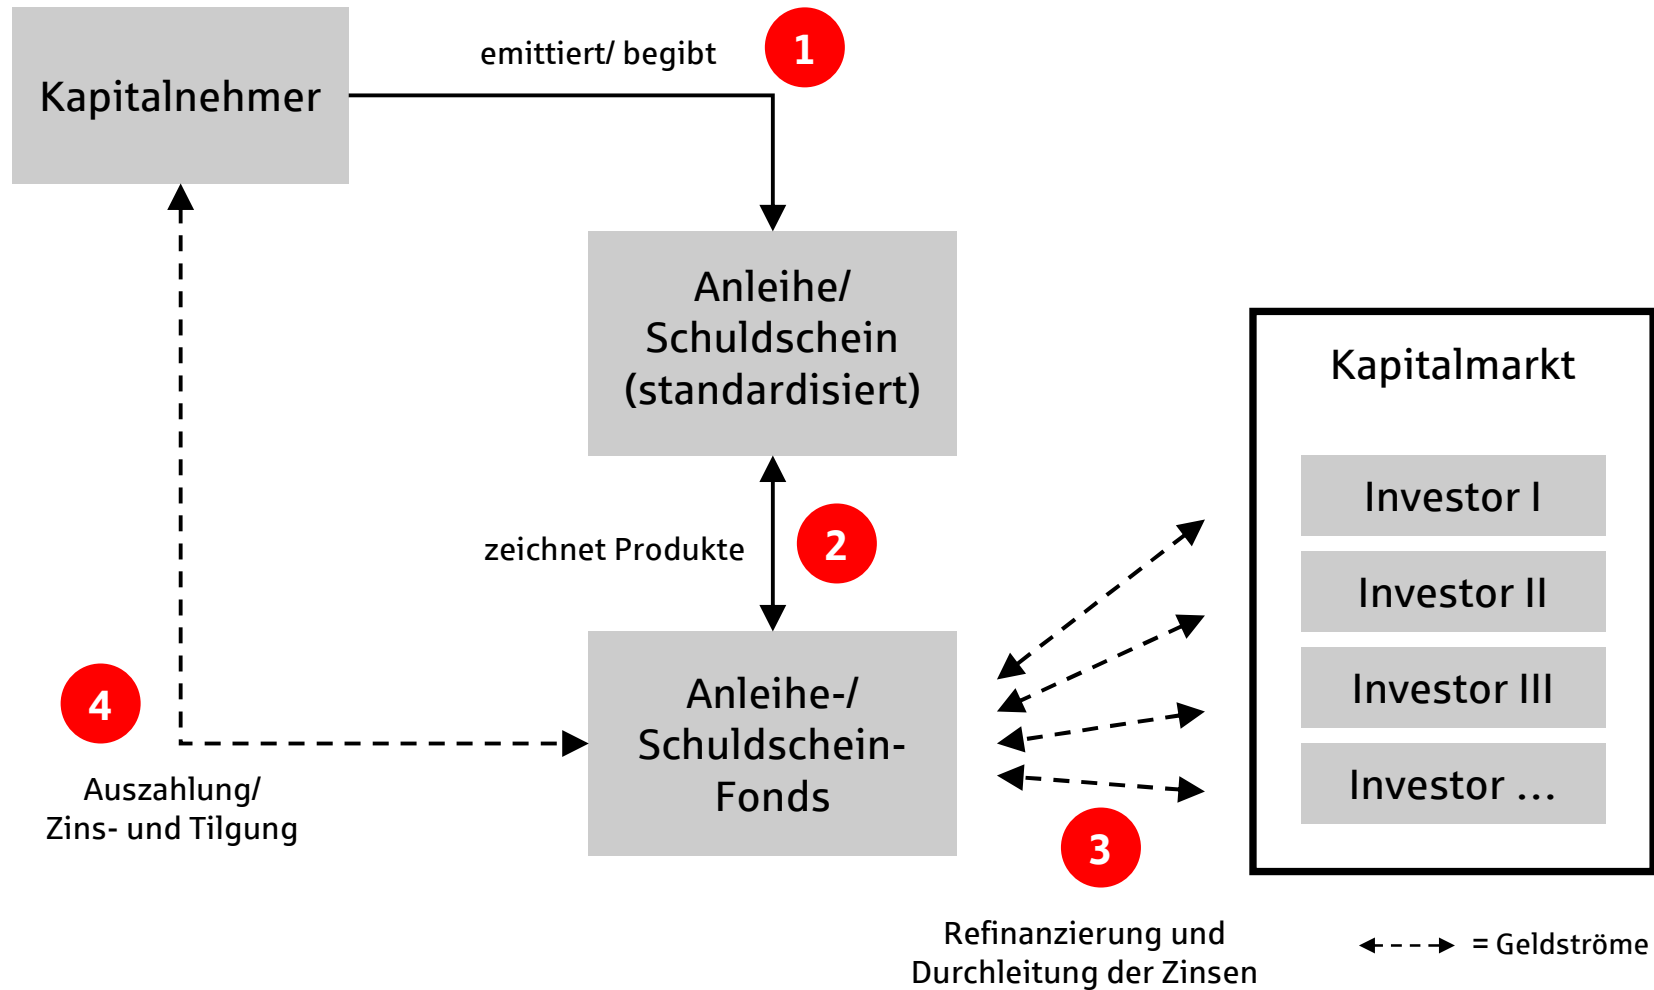 Kapitalnehmer
emittiert/ begibt
1
Anleihe/
Schuldschein
(standardisiert)
zeichnet Produkte
2
Anleihe-/
Schuldschein-
Fonds
Kapitalmarkt
Investor I
Investor II
Investor III
Investor …
3
Refinanzierung und
Durchleitung der Zinsen
4
Auszahlung/
Zins- und Tilgung
= Geldströme